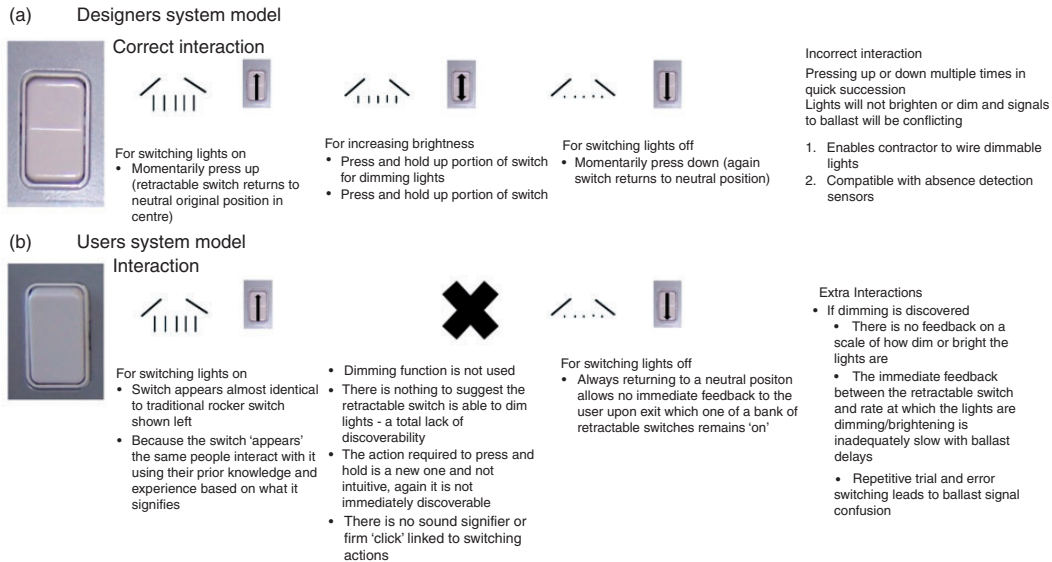 (a) Designers system model
Correct interaction
For switching lights on
• Momentarily press up
(retractable switch returns to
neutral original position in
centre)
For increasing brightness
• Press and hold up portion of switch
for dimming lights
• Press and hold up portion of switch
For switching lights off
• Momentarily press down (again
switch returns to neutral position)
Incorrect interaction
Pressing up or down multiple times in
quick succession
Lights will not brighten or dim and signals
to ballast will be conflicting
1. Enables contractor to wire dimmable
lights
2. Compatible with absence detection
sensors
(b) Users system model
Interaction
For switching lights on
• Switch appears almost identical
to traditional rocker switch
shown left
• Because the switch ‘appears’
the same people interact with it
using their prior knowledge and
experience based on what it
signifies
• Dimming function is not used
• There is nothing to suggest the
retractable switch is able to dim
lights - a total lack of
discoverability
• The action required to press and
hold is a new one and not
intuitive, again it is not
immediately discoverable
• There is no sound signifier or
firm ‘click’ linked to switching
actions
For switching lights off
• Always returning to a neutral positon
allows no immediate feedback to the
user upon exit which one of a bank of
retractable switches remains ‘on’
Extra Interactions
• If dimming is discovered
• There is no feedback on a
scale of how dim or bright the
lights are
• The immediate feedback
between the retractable switch
and rate at which the lights are
dimming/brightening is
inadequately slow with ballast
delays
• Repetitive trial and error
switching leads to ballast signal
confusion